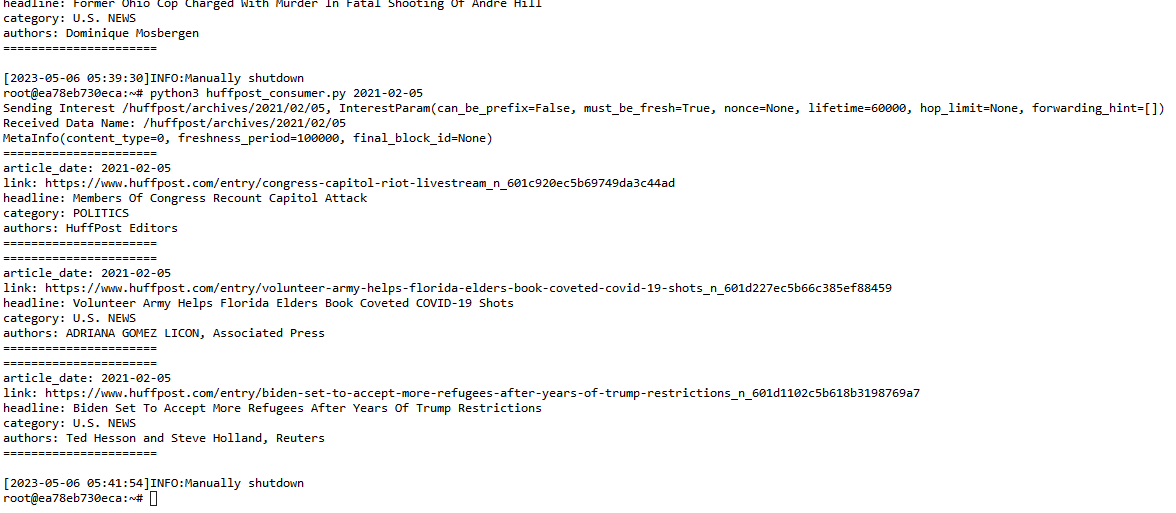 headline: Former Ohio Cop Charged With Murder In Fatal Shooting Of Andre Hill
category: U.S. NEWS
authors: Dominique Mosbergen
======================
[2023-05-06 05:39:30]INFO:Manually shutdown
root@ea78eb730eca:~# python3 huffpost_consumer.py 2021-02-05
Sending Interest /huffpost/archives/2021/02/05, InterestParam(can_be_prefix=False, must_be_fresh=True, nonce=None, lifetime=60000, hop_limit=None, forwarding_hint=[])
Received Data Name: /huffpost/archives/2021/02/05
MetaInfo(content_type=0, freshness_period=100000, final_block_id=None)
======================
article_date: 2021-02-05
link: https://www.huffpost.com/entry/congress-capitol-riot-livestream_n_601c920ec5b69749da3c44ad
headline: Members Of Congress Recount Capitol Attack
category: POLITICS
authors: HuffPost Editors
======================
======================
article_date: 2021-02-05
link: https://www.huffpost.com/entry/volunteer-army-helps-florida-elders-book-coveted-covid-19-shots_n_601d227ec5b66c385ef88459
headline: Volunteer Army Helps Florida Elders Book Coveted COVID-19 Shots
category: U.S. NEWS
authors: ADRIANA GOMEZ LICON, Associated Press
======================
======================
article_date: 2021-02-05
link: https://www.huffpost.com/entry/biden-set-to-accept-more-refugees-after-years-of-trump-restrictions_n_601d1102c5b618b3198769a7
headline: Biden Set To Accept More Refugees After Years Of Trump Restrictions
category: U.S. NEWS
authors: Ted Hesson and Steve Holland, Reuters
======================
[2023-05-06 05:41:54]INFO:Manually shutdown
root@ea78eb730eca:~#